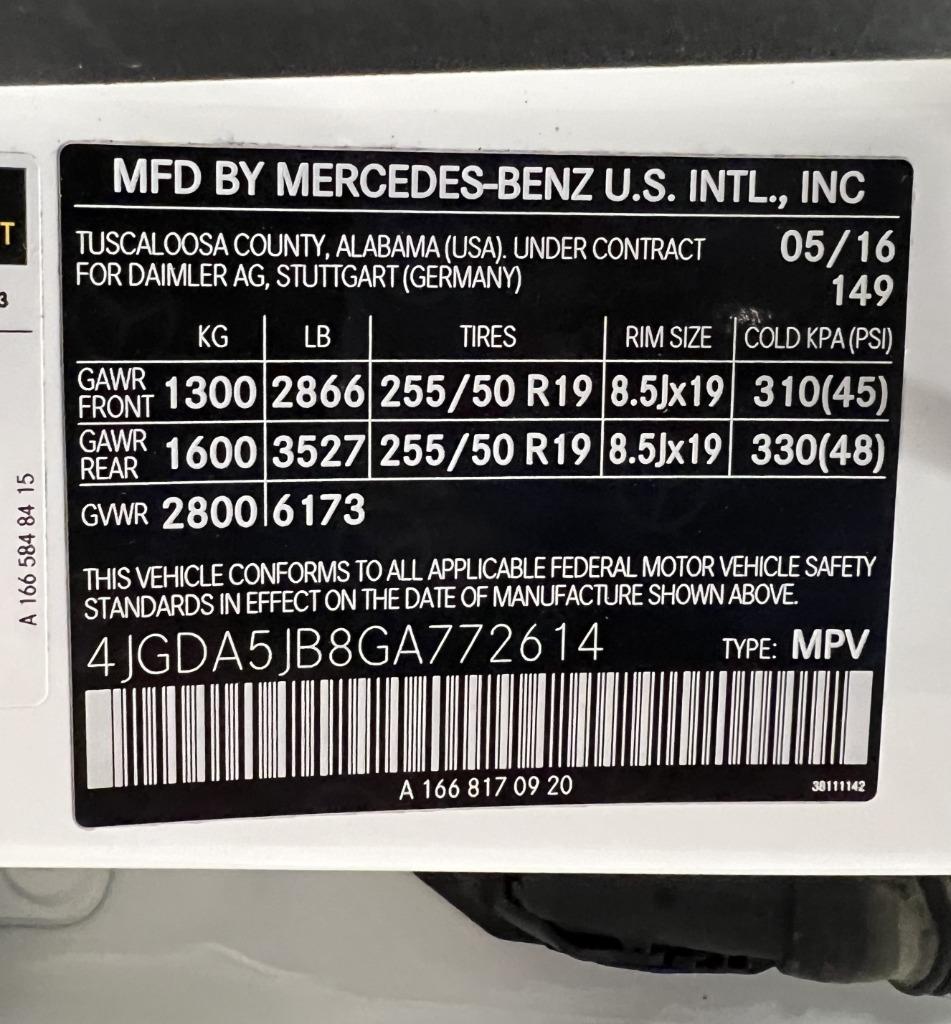 MFD BY MERCEDES-BENZ U.S. INTL., INC
TUSCALOOSA COUNTY, ALABAMA (USA). UNDER CONTRACT 05/16
FOR DAIMLER AG, STUTTGART (GERMANY) 149
KG LB TIRES RIM SIZE COLD KPA (PSI)
GAWR FRONT 1300 2866 255/50 R19 8.5Jx19 310(45)
GAWR REAR 1600 3527 255/50 R19 8.5Jx19 330(48)
GVWR 2800 6173
THIS VEHICLE CONFORMS TO ALL APPLICABLE FEDERAL MOTOR VEHICLE SAFETY
STANDARDS IN EFFECT ON THE DATE OF MANUFACTURE SHOWN ABOVE.
4JGDA5JB8GA772614 TYPE: MPV
A 166 817 09 20 38111142
T
3
A 166 584 84 15